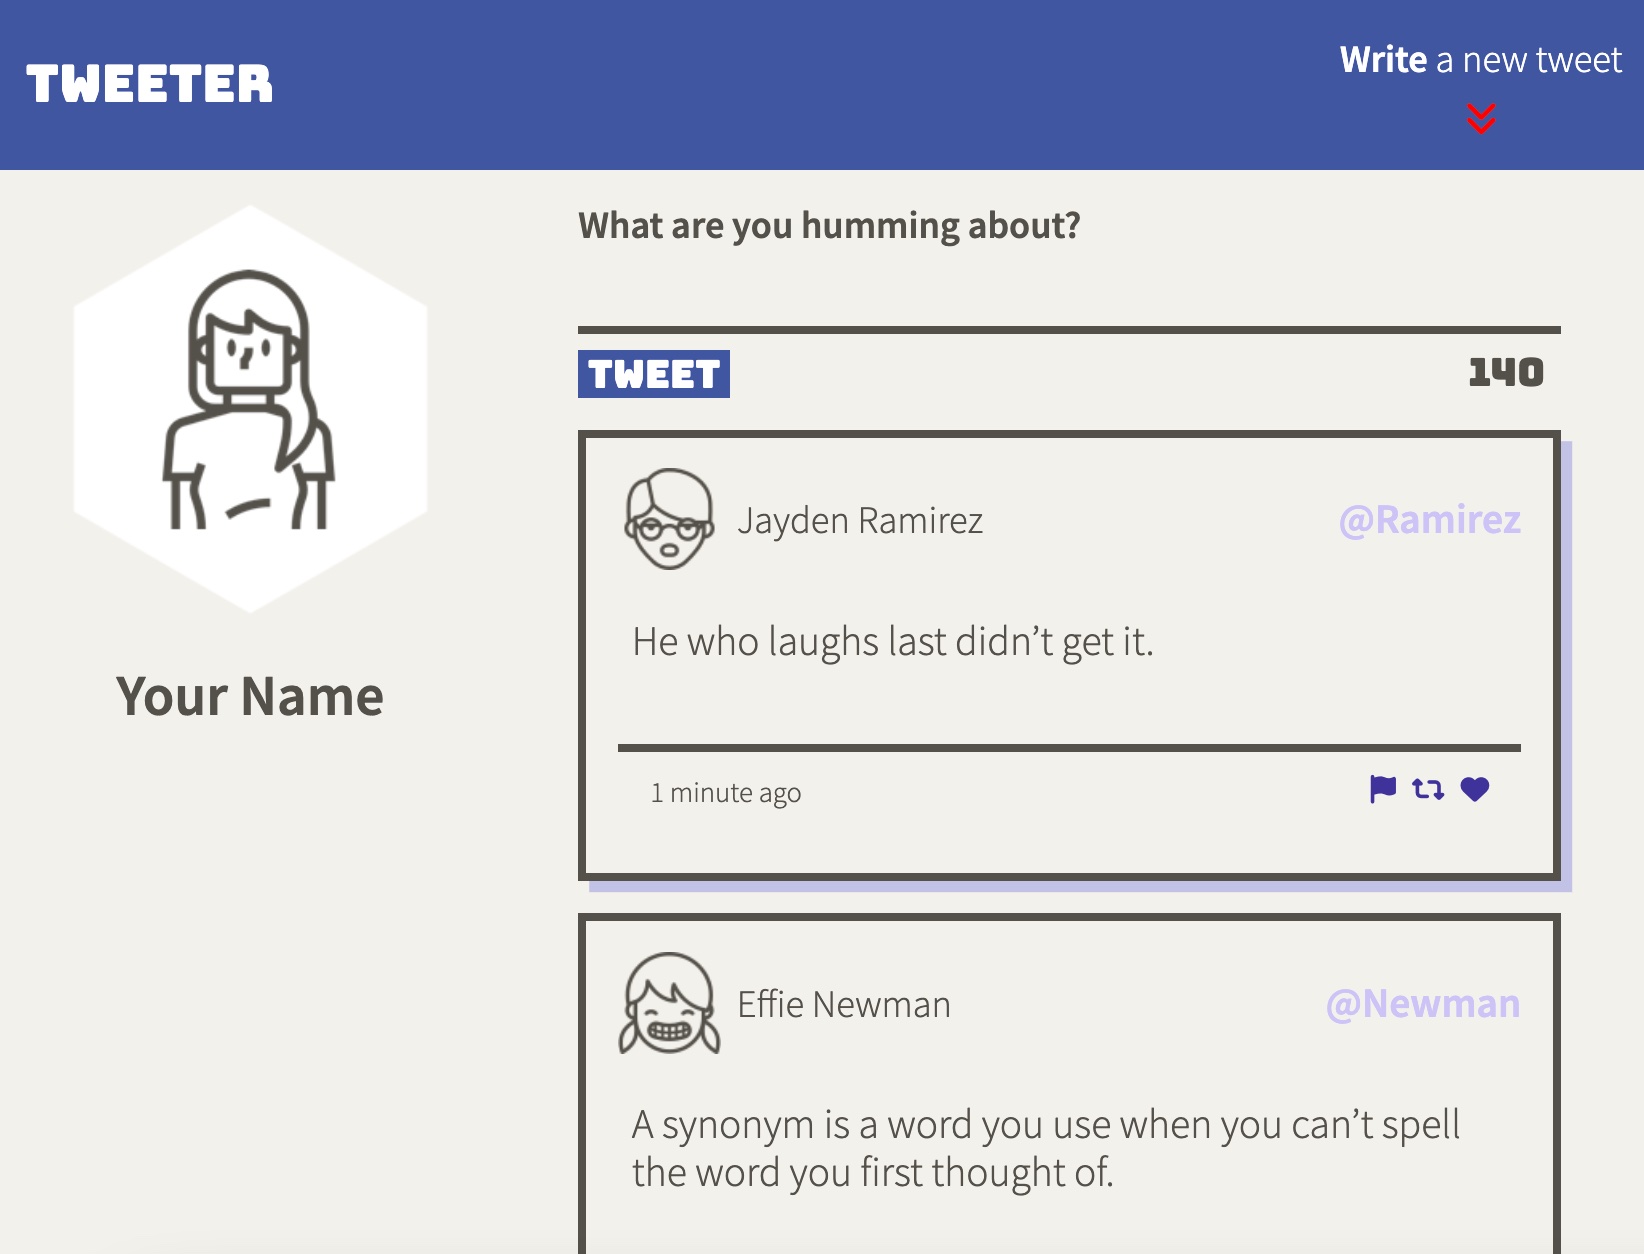 TWEETER
Write a new tweet
What are you humming about?
TWEET
140
Your Name
Jayden Ramirez
@Ramirez
He who laughs last didn’t get it.
1 minute ago
Effie Newman
@Newman
A synonym is a word you use when you can’t spell
the word you first thought of.